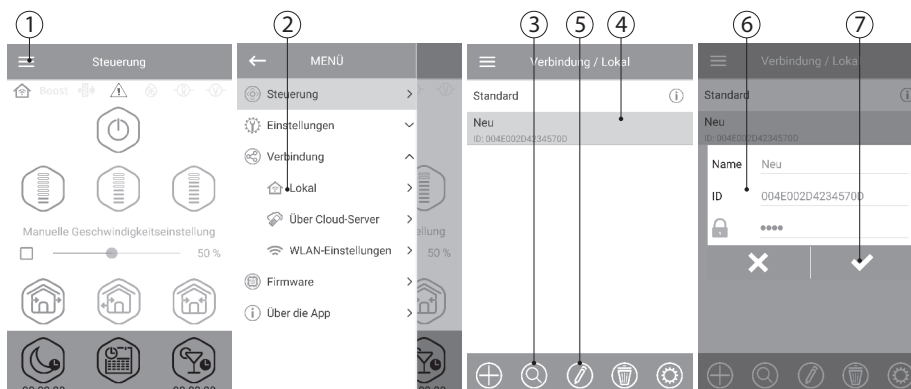 1
2
3
4
5
6
7
Steuerung
Boost
Manuelle Geschwindigkeitseinstellung
50 %
MENÜ
Steuerung
Einstellungen
Verbindung
Lokal
Über Cloud-Server
WLAN-Einstellungen
Firmware
Über die App
ellung
50 %
Verbindung / Lokal
Standard
Neu
ID: 004E002D4234570D
Verbindung / Loka
Standard
Neu
ID: 004E002D4234570D
Name Neu
ID 004E002D4234570D
••••